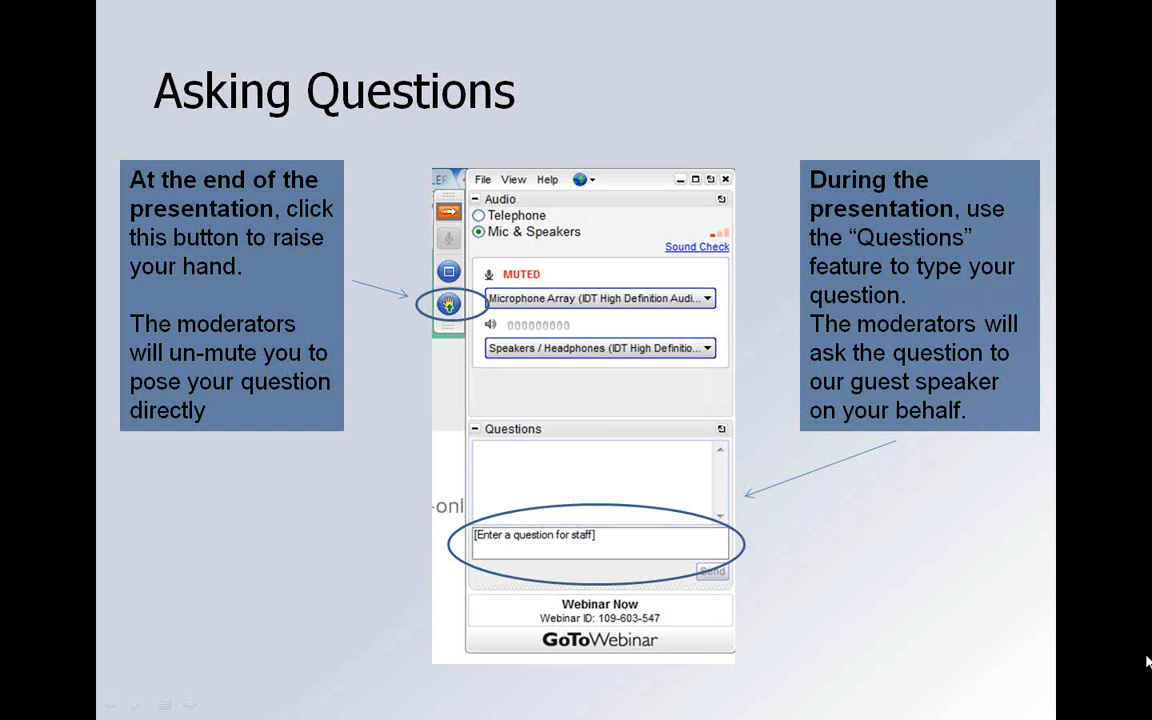 Asking Questions
At the end of the
presentation, click
this button to raise
your hand.
The moderators
will un-mute you to
pose your question
directly
File View Help
Audio
Telephone
Mic & Speakers
Sound Check
MUTED
Microphone Array (IDT High Definition Audi...
000000000
Speakers / Headphones (IDT High Definitio...
Questions
-onl
[Enter a question for staff]
Send
Webinar Now
Webinar ID: 109-603-547
GoToWebinar
During the
presentation, use
the “Questions”
feature to type your
question.
The moderators will
ask the question to
our guest speaker
on your behalf.